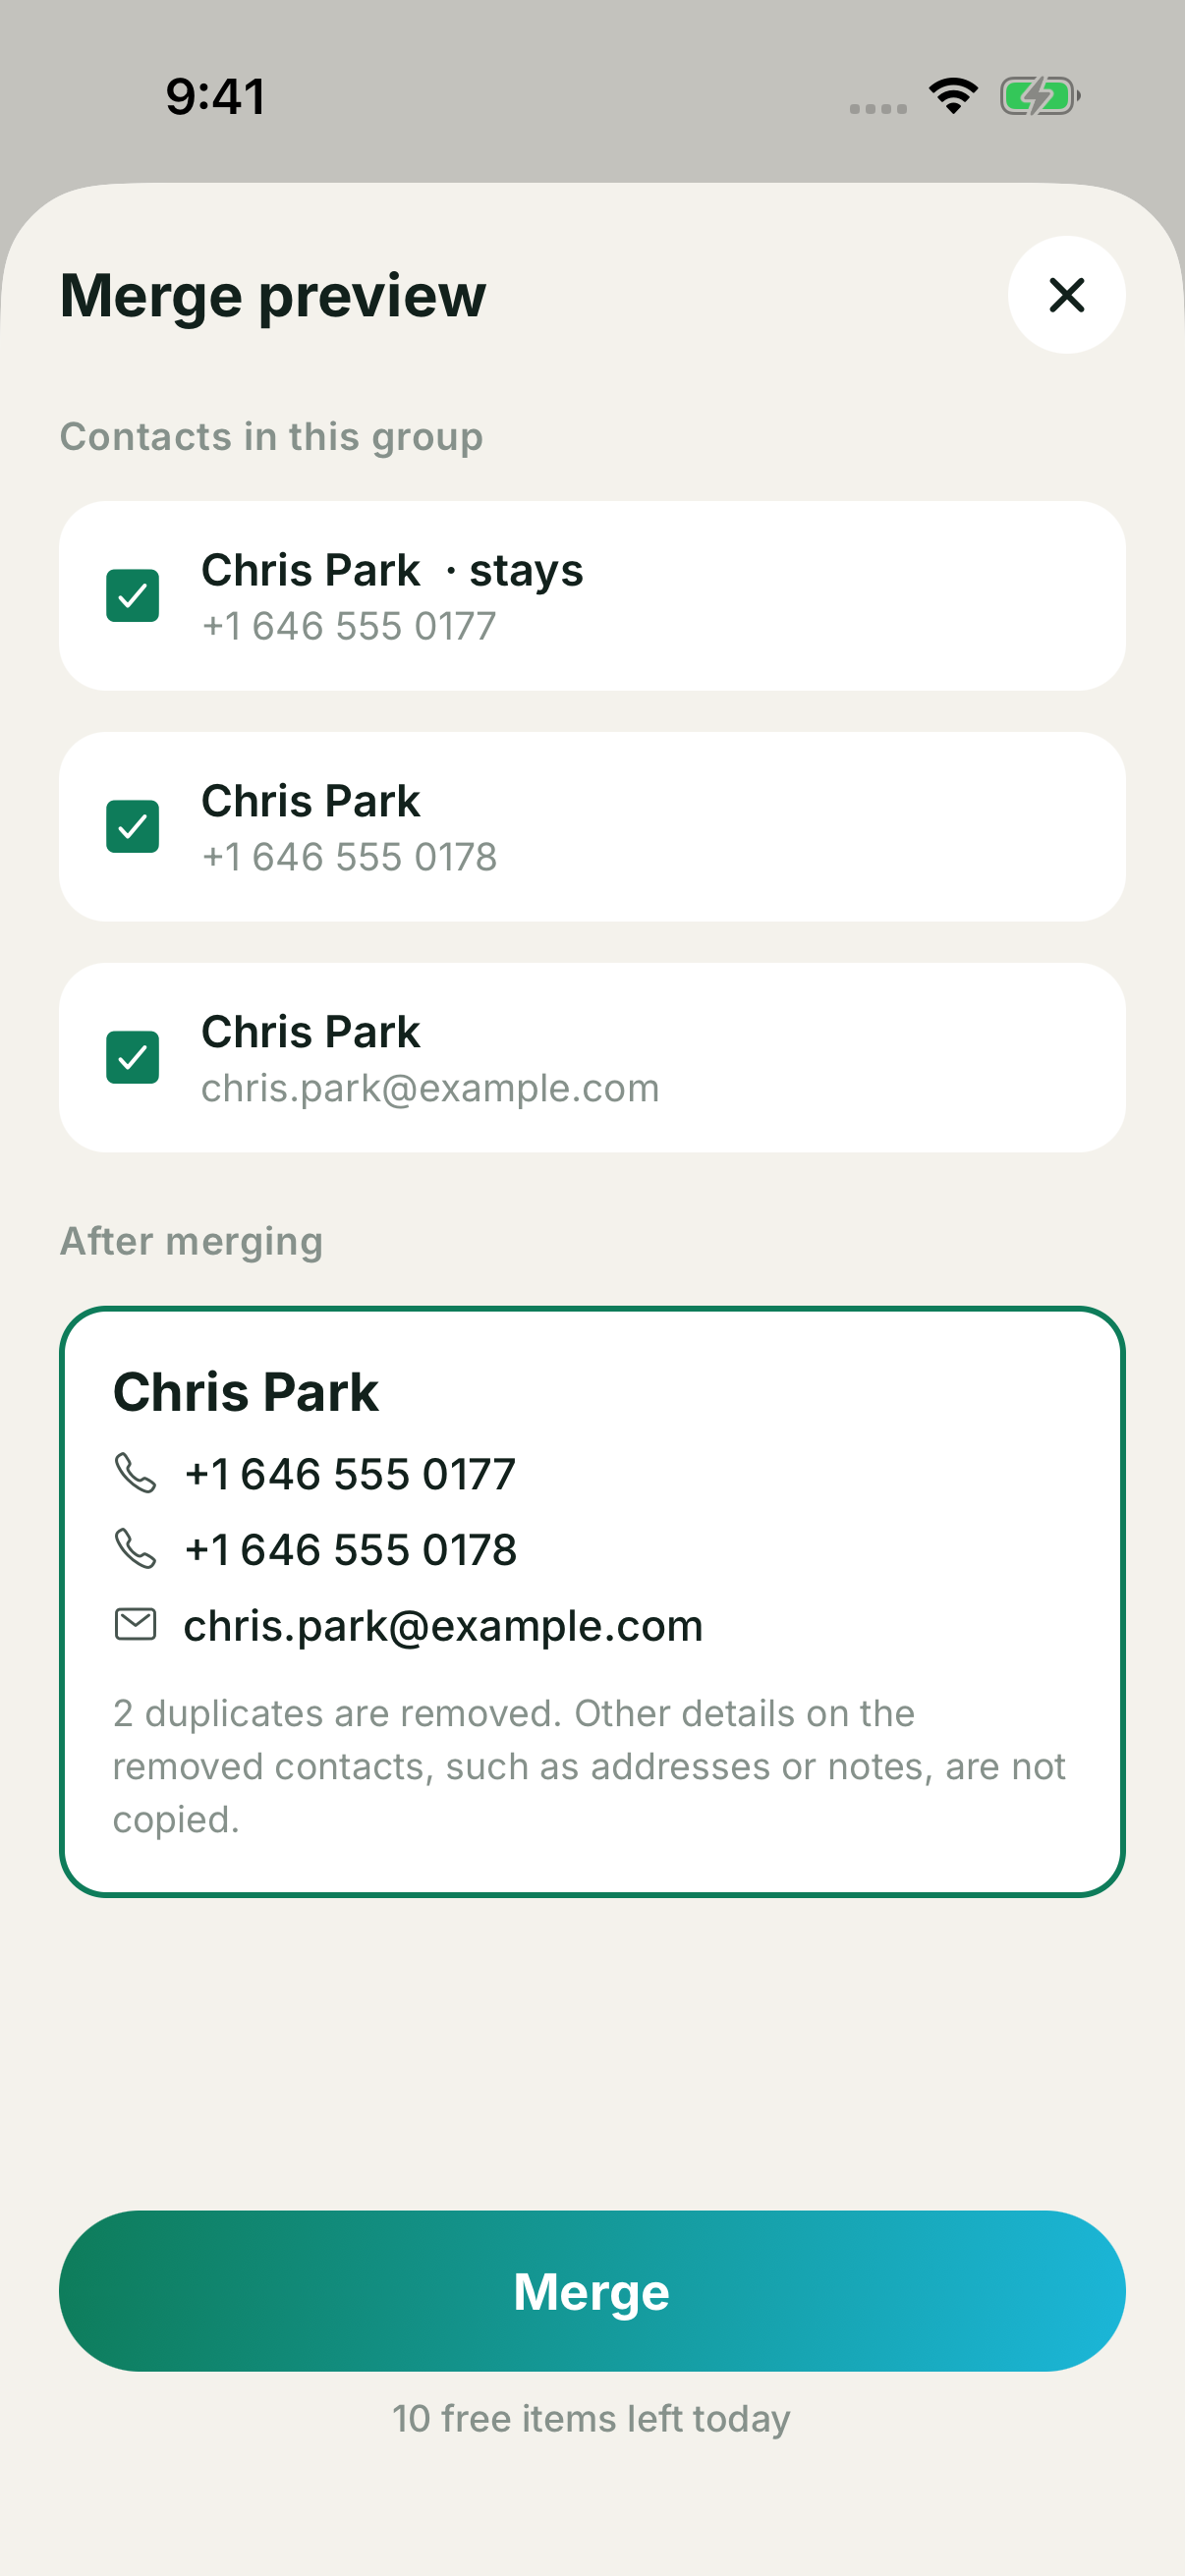 9:41
Merge preview
Contacts in this group
Chris Park · stays
+1 646 555 0177
Chris Park
+1 646 555 0178
Chris Park
chris.park@example.com
After merging
Chris Park
+1 646 555 0177
+1 646 555 0178
chris.park@example.com
2 duplicates are removed. Other details on the
removed contacts, such as addresses or notes, are not
copied.
Merge
10 free items left today